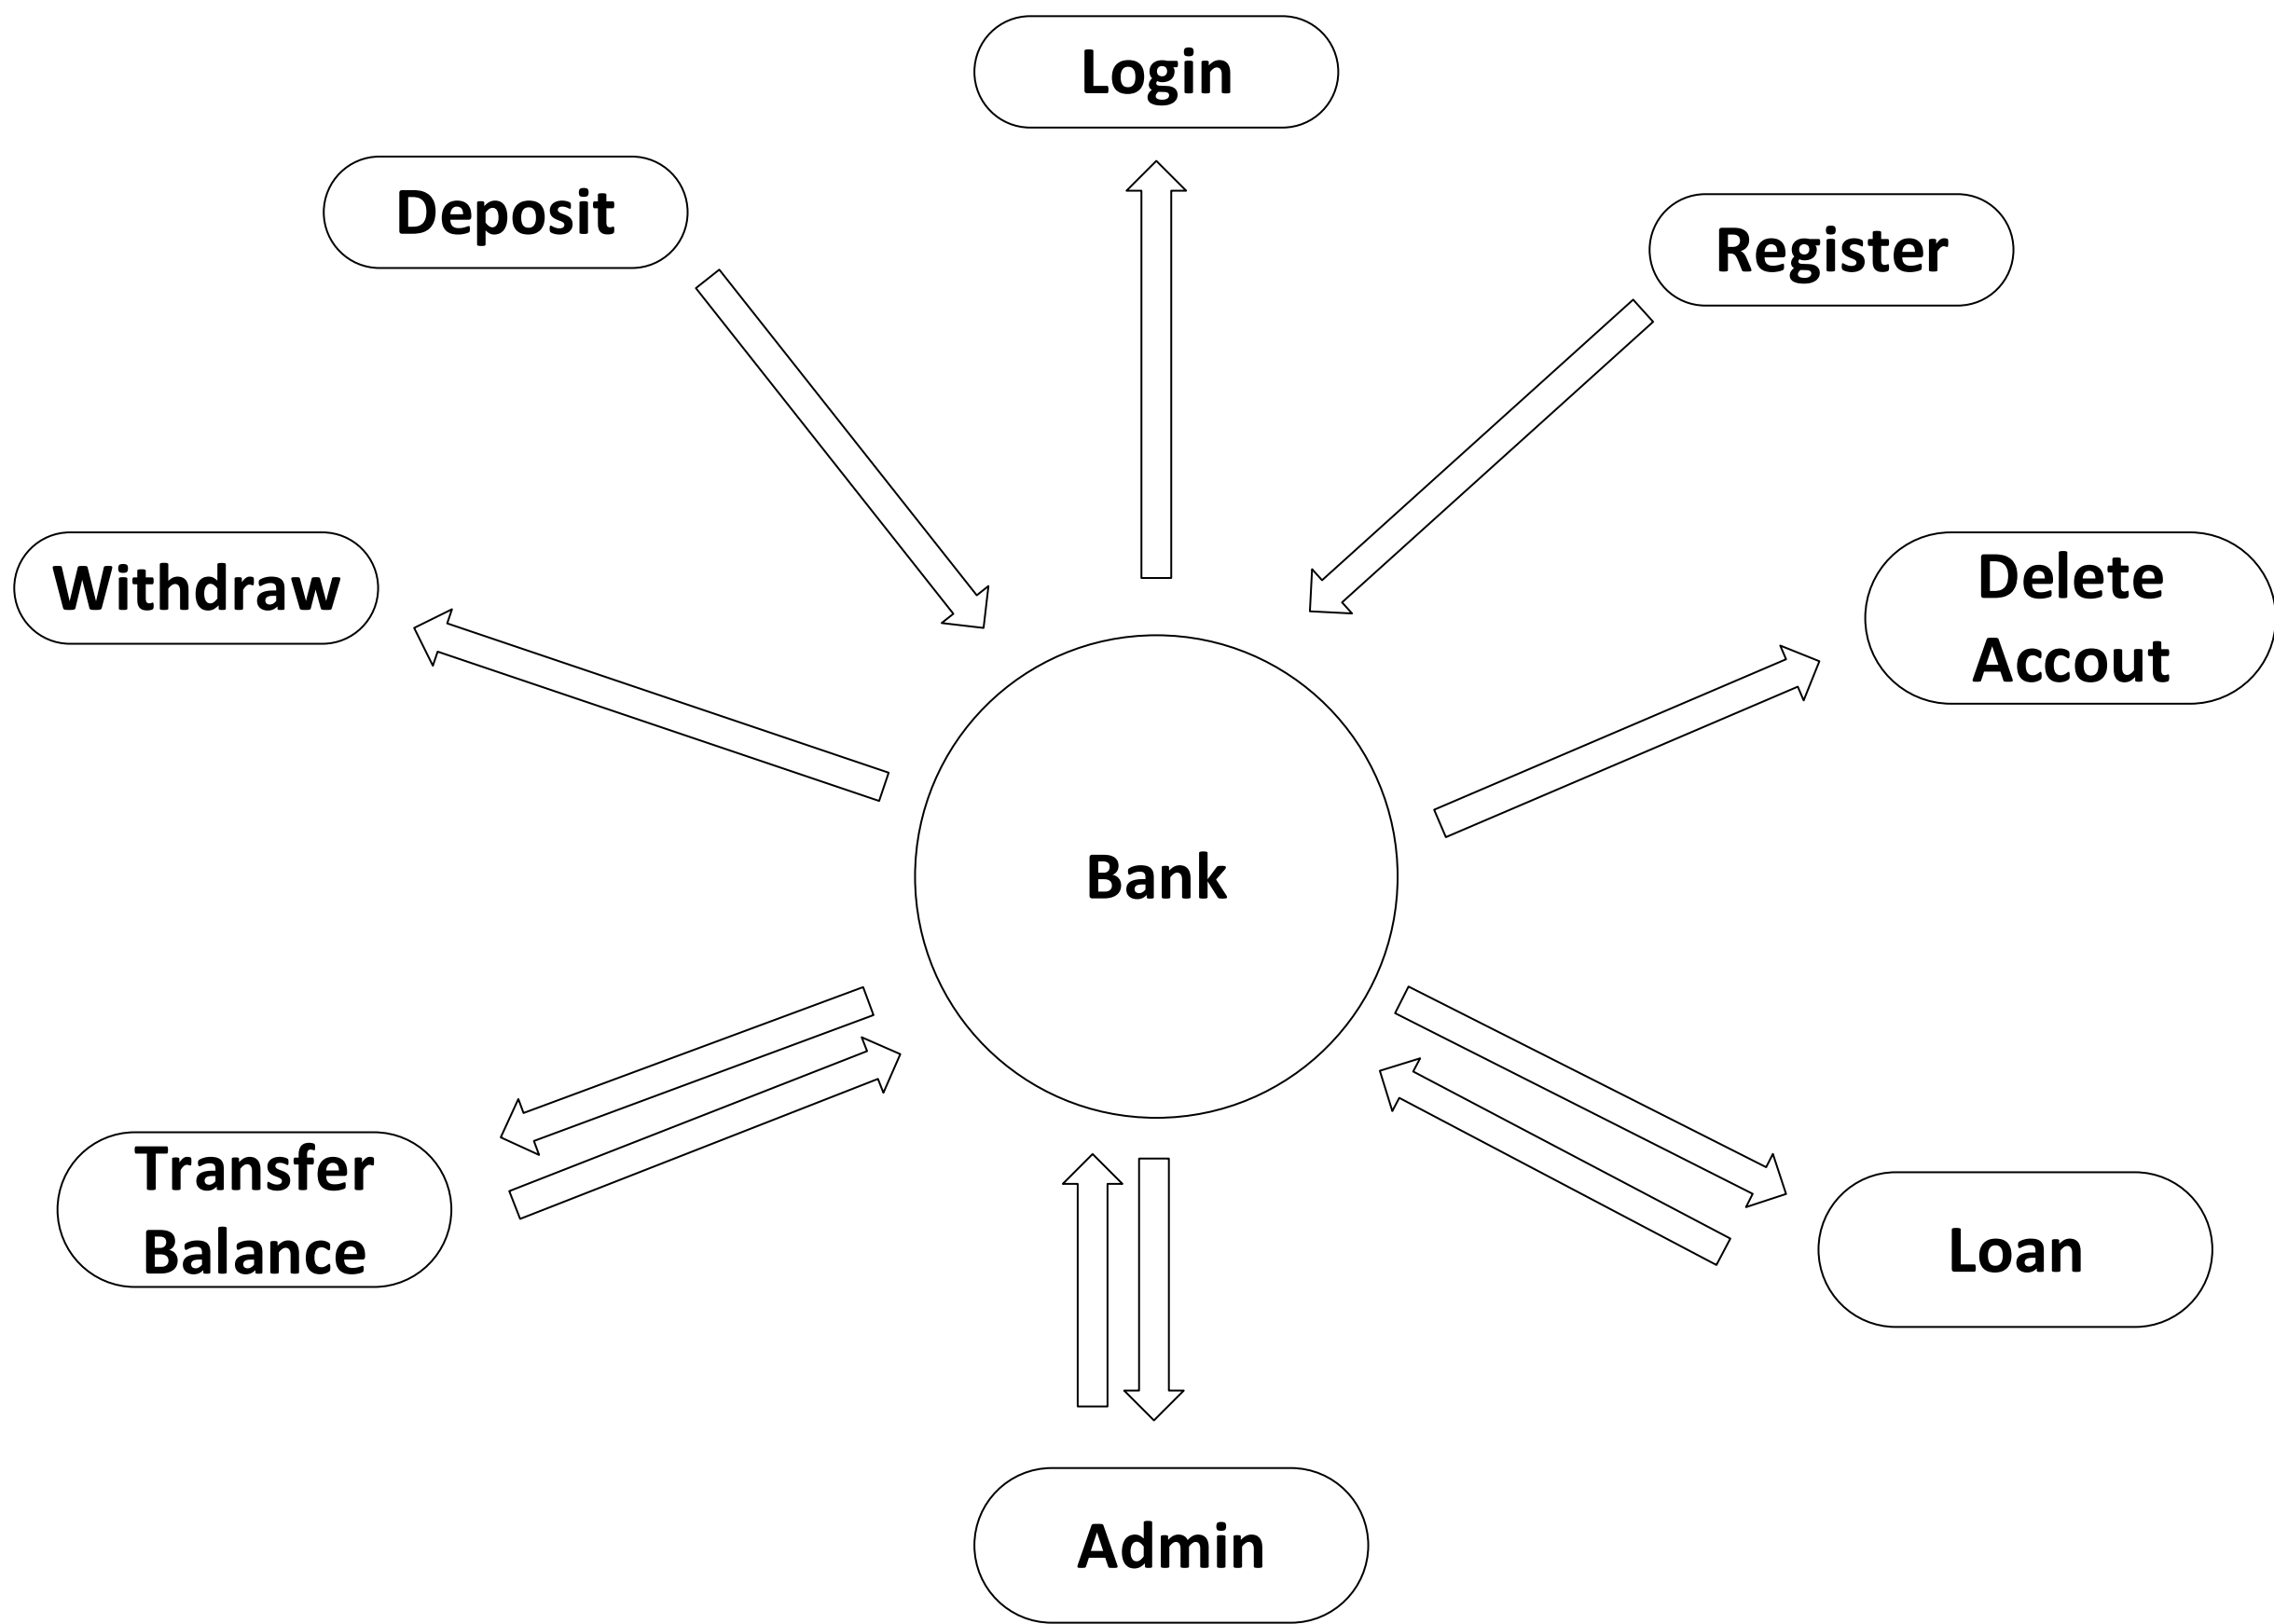 Login
Deposit
Register
Withdraw
Delete
Accout
Bank
Transfer
Balance
Loan
Admin